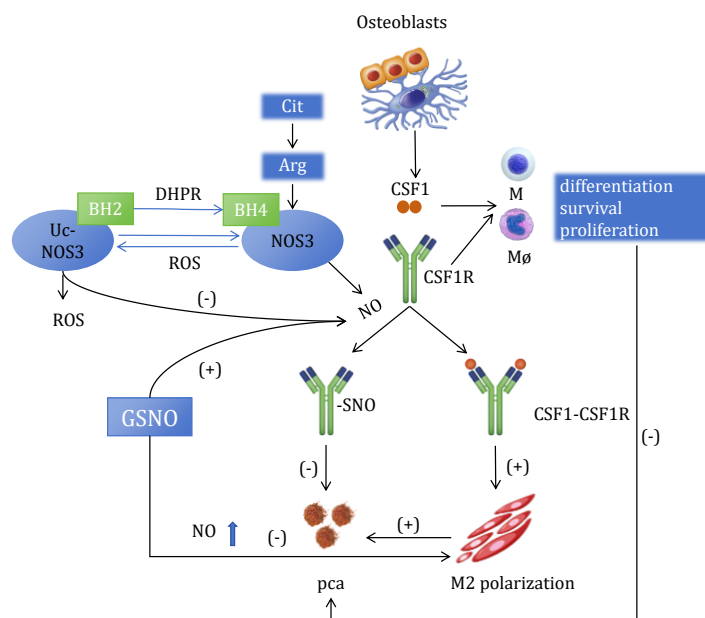 Osteoblasts
Cit
Arg
CSF1
M
differentiation
survival
proliferation
BH2
DHPR
BH4
Uc-
NOS3
NOS3
ROS
Mø
CSF1R
ROS
(-)
NO
(+)
GSNO
-SNO
CSF1-CSF1R
(-)
(-)
(+)
NO
(-)
(+)
pca
M2 polarization